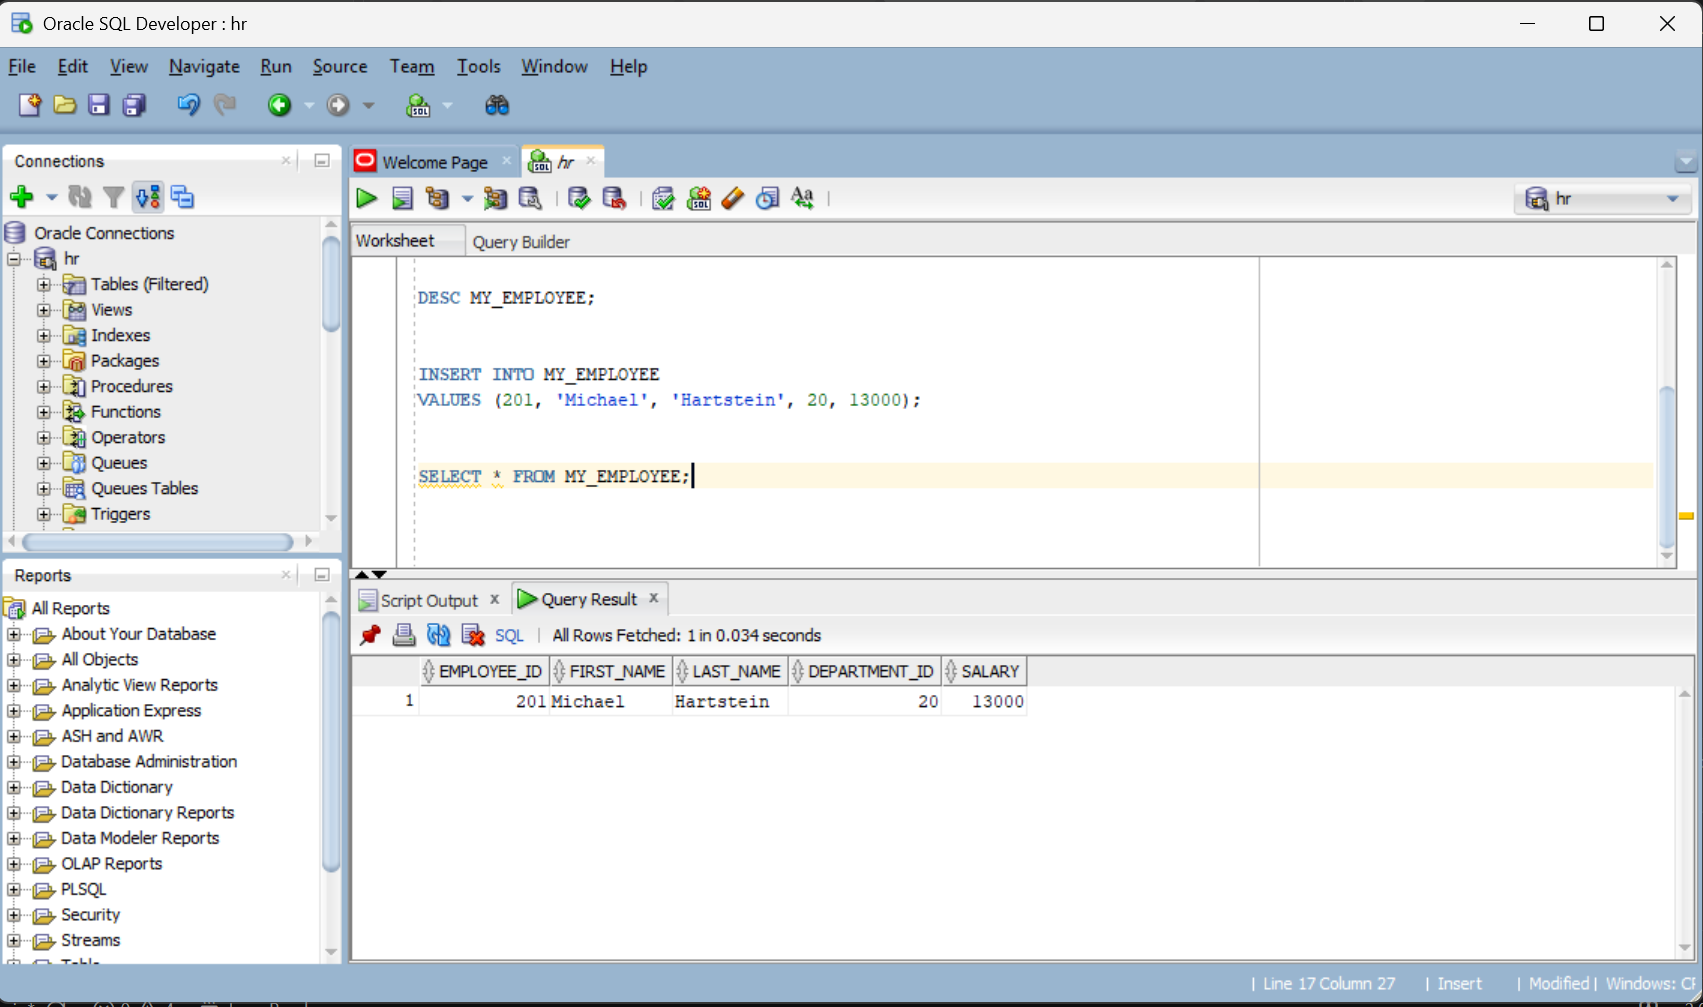 Oracle SQL Developer : hr
File Edit View Navigate Run Source Team Tools Window Help
Connections
Oracle Connections
hr
Tables (Filtered)
Views
Indexes
Packages
Procedures
Functions
Operators
Queues
Queues Tables
Triggers
Reports
All Reports
About Your Database
All Objects
Analytic View Reports
Application Express
ASH and AWR
Database Administration
Data Dictionary
Data Dictionary Reports
Data Modeler Reports
OLAP Reports
PLSQL
Security
Streams
Welcome Page hr
hr
Worksheet Query Builder
DESC MY_EMPLOYEE;
INSERT INTO MY_EMPLOYEE
VALUES (201, 'Michael', 'Hartstein', 20, 13000);
SELECT * FROM MY_EMPLOYEE;
Script Output x Query Result x
SQL | All Rows Fetched: 1 in 0.034 seconds
EMPLOYEE_ID FIRST_NAME LAST_NAME DEPARTMENT_ID SALARY
1 201 Michael Hartstein 20 13000
| Line 17 Column 27 | Insert | Modified | Windows: